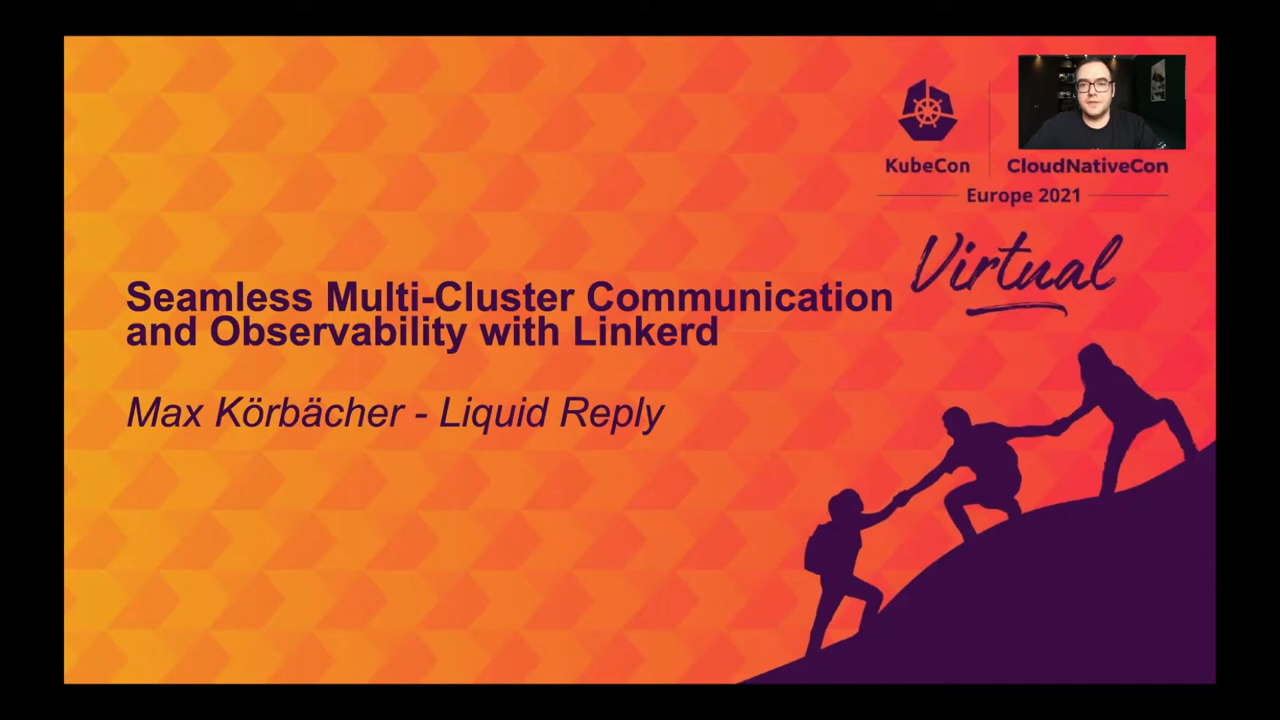 KubeCon
CloudNativeCon
Europe 2021
Virtual
Seamless Multi-Cluster Communication
and Observability with Linkerd
Max Körbächer - Liquid Reply